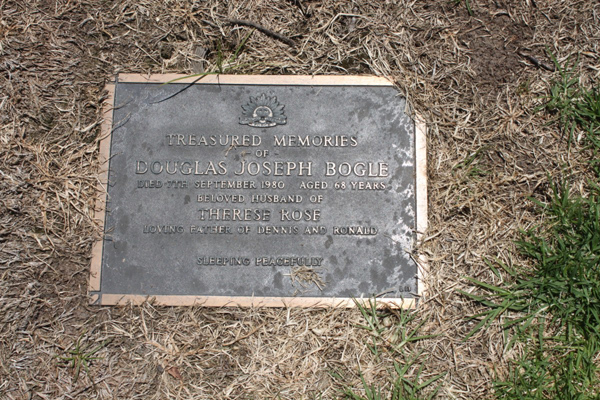 TREASURED MEMORIES
OF
DOUGLAS JOSEPH BOGLE
DIED 7TH SEPTEMBER 1980 AGED 68 YEARS
BELOVED HUSBAND OF
THERESE ROSE
LOVING FATHER OF DENNIS AND RONALD
SLEEPING PEACEFULLY